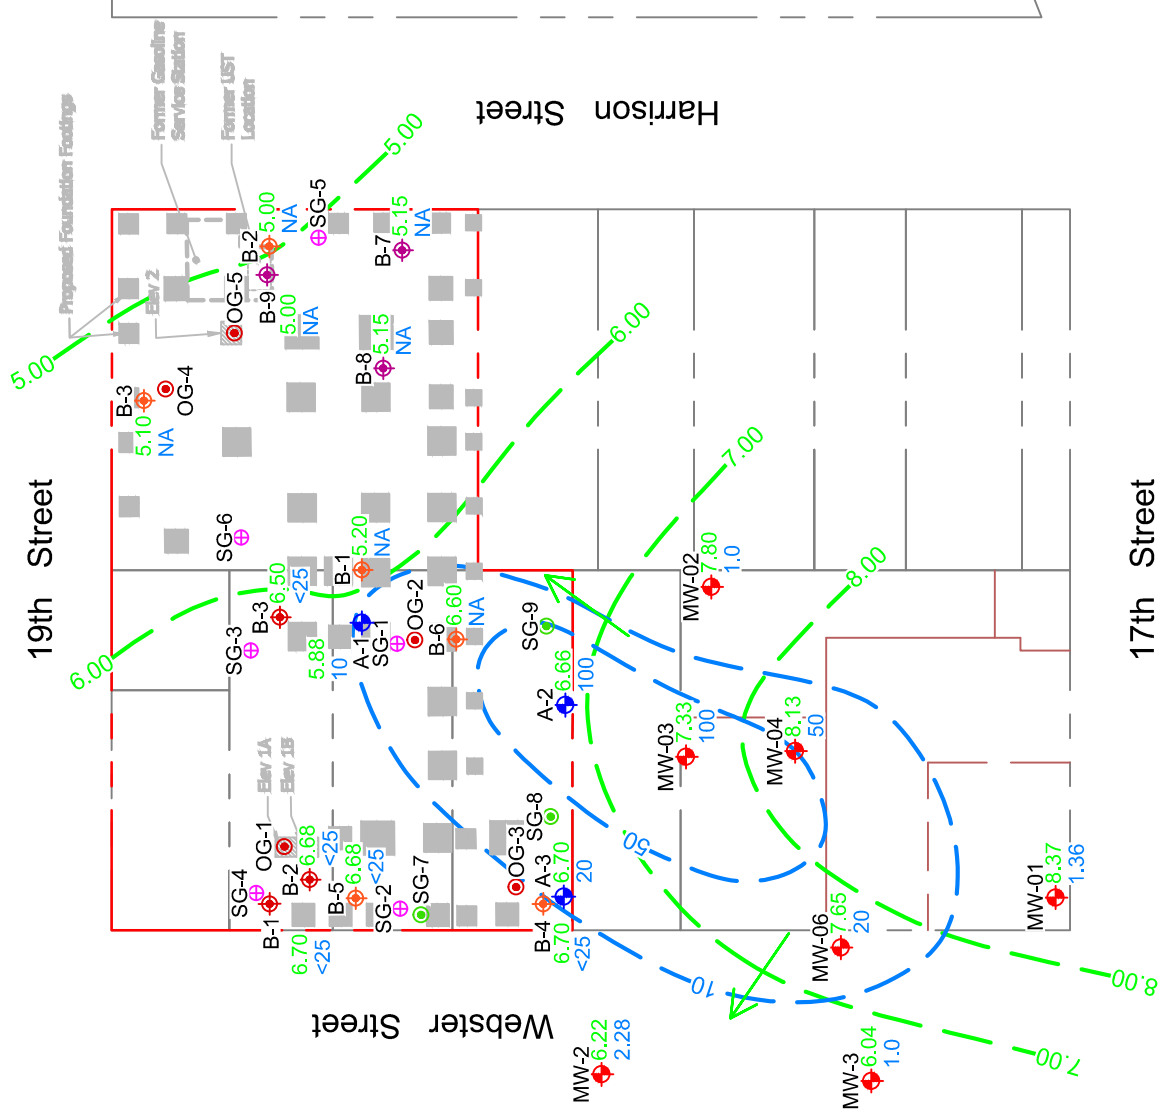 Harrison Street
19th Street
17th Street
Webster Street
Proposed Foundation Footings
Former Gasoline
Service Station
Former UST
Location
Elev 2
Elev 1A
Elev 1B
5.00
5.00
6.00
6.00
7.00
7.00
8.00
8.00
10
50
B-2
5.00
NA
SG-5
B-9
5.00
NA
OG-5
B-7
5.15
NA
B-8
5.15
NA
B-3
5.10
NA
OG-4
SG-6
B-1
5.20
NA
B-3
6.50
<25
SG-3
A-1
5.88
10
SG-1
OG-2
B-6
6.60
NA
SG-9
A-2
6.66
100
OG-1
B-2
6.68
<25
SG-4
B-1
6.70
<25
B-5
6.68
<25
SG-2
SG-7
OG-3
SG-8
A-3
6.70
20
B-4
6.70
<25
MW-02
7.80
1.0
MW-03
7.33
100
MW-04
8.13
50
MW-06
7.65
20
MW-01
8.37
1.36
MW-2
6.22
2.28
MW-3
6.04
1.0